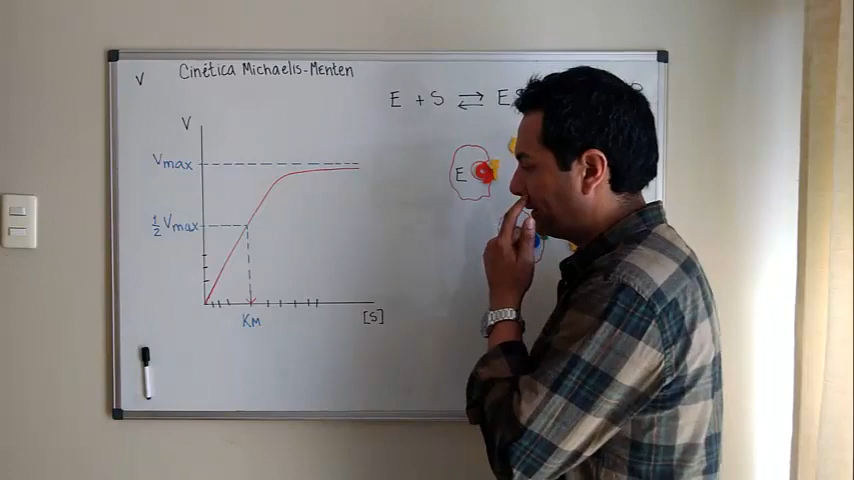 V
Cinética Michaelis-Menten
E + S ⇌ ES
V
Vmax
E
½ Vmax
KM
[S]